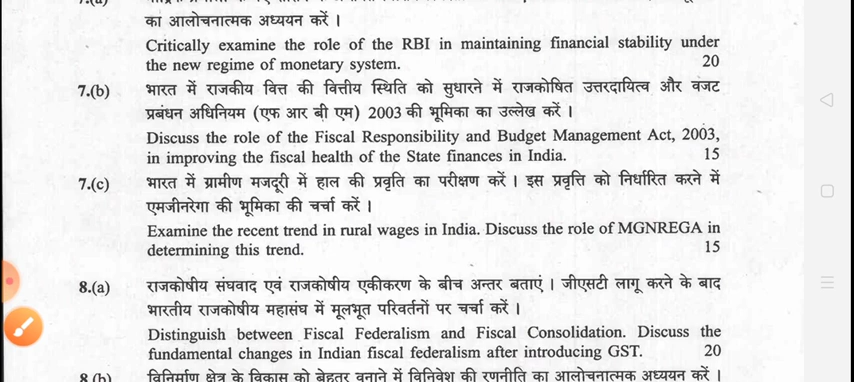 का आलोचनात्मक अध्ययन करें ।
Critically examine the role of the RBI in maintaining financial stability under
the new regime of monetary system. 20
7.(b) भारत में राजकीय वित्त की वित्तीय स्थिति को सुधारने में राजकोषित उत्तरदायित्व और बजट
प्रबंधन अधिनियम (एफ आर बी एम) 2003 की भूमिका का उल्लेख करें ।
Discuss the role of the Fiscal Responsibility and Budget Management Act, 2003,
in improving the fiscal health of the State finances in India. 15
7.(c) भारत में ग्रामीण मजदूरी में हाल की प्रवृति का परीक्षण करें । इस प्रवृत्ति को निर्धारित करने में
एमजीनरेगा की भूमिका की चर्चा करें ।
Examine the recent trend in rural wages in India. Discuss the role of MGNREGA in
determining this trend. 15
8.(a) राजकोषीय संघवाद एवं राजकोषीय एकीकरण के बीच अन्तर बताएं । जीएसटी लागू करने के बाद
भारतीय राजकोषीय महासंघ में मूलभूत परिवर्तनों पर चर्चा करें ।
Distinguish between Fiscal Federalism and Fiscal Consolidation. Discuss the
fundamental changes in Indian fiscal federalism after introducing GST. 20
8.(b) विनिर्माण क्षेत्र के विकास को बेहतर बनाने में विनिवेश की रणनीति का आलोचनात्मक अध्ययन करें ।